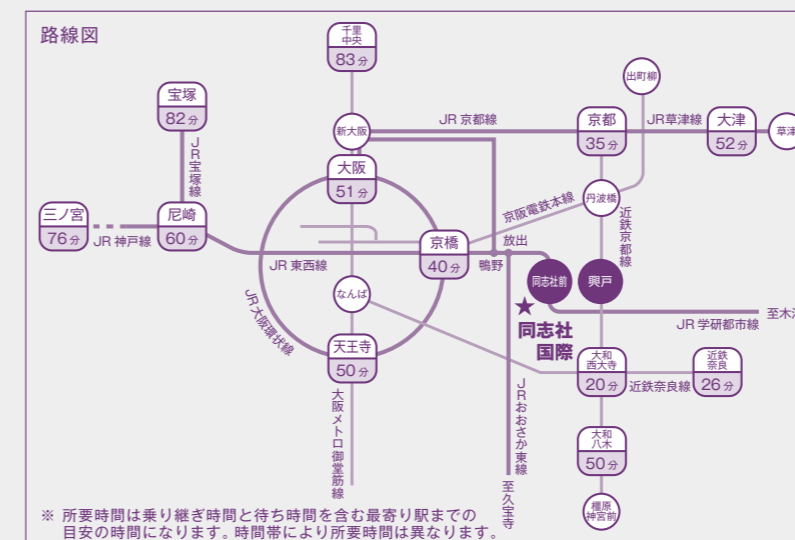 路線図
千里
中央
83分
出町柳
宝塚
82分
新大阪
JR 京都線
京都
35分
JR草津線
大津
52分
草津
JR宝塚線
大阪
51分
京阪電鉄本線
丹波橋
近鉄京都線
三ノ宮
76分
JR 神戸線
尼崎
60分
JR 東西線
京橋
40分
放出
鴫野
同志社前
興戸
なんば
JR大阪環状線
★
同志社
国際
至木津
JR 学研都市線
天王寺
50分
大和
西大寺
20分
近鉄奈良線
近鉄
奈良
26分
大阪メトロ御堂筋線
JRおおさか東線
至久宝寺
大和
八木
50分
橿原
神宮前
※ 所要時間は乗り継ぎ時間と待ち時間を含む最寄り駅までの
目安の時間になります。時間帯により所要時間は異なります。